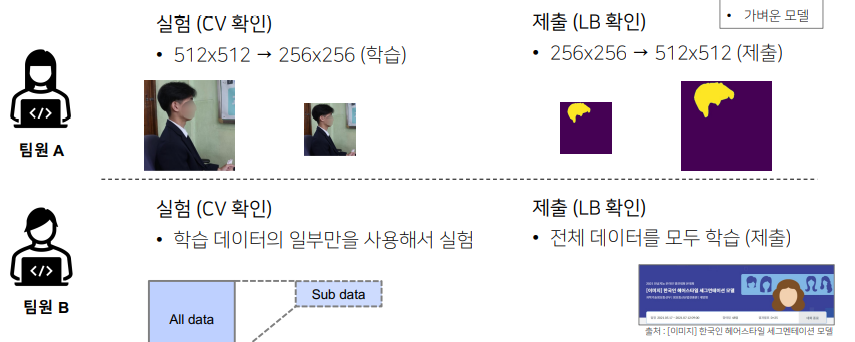 실험 (CV 확인)
• 512x512 → 256x256 (학습)
제출 (LB 확인)
• 256x256 → 512x512 (제출)
• 가벼운 모델
팀원 A
실험 (CV 확인)
• 학습 데이터의 일부만을 사용해서 실험
제출 (LB 확인)
• 전체 데이터를 모두 학습 (제출)
팀원 B
All data
Sub data
[이미지] 한국인 헤어스타일 세그멘테이션 모델
출처 : [이미지] 한국인 헤어스타일 세그멘테이션 모델